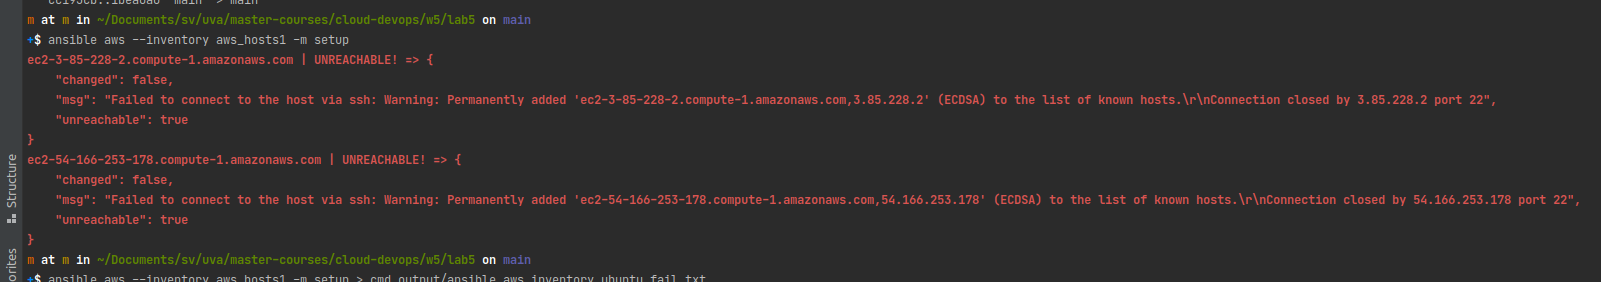 m at m in ~/Documents/sv/uva/master-courses/cloud-devops/w5/lab5 on main
+$ ansible aws --inventory aws_hosts1 -m setup
ec2-3-85-228-2.compute-1.amazonaws.com | UNREACHABLE! => {
    "changed": false,
    "msg": "Failed to connect to the host via ssh: Warning: Permanently added 'ec2-3-85-228-2.compute-1.amazonaws.com,3.85.228.2' (ECDSA) to the list of known hosts.\r\nConnection closed by 3.85.228.2 port 22",
    "unreachable": true
}
ec2-54-166-253-178.compute-1.amazonaws.com | UNREACHABLE! => {
    "changed": false,
    "msg": "Failed to connect to the host via ssh: Warning: Permanently added 'ec2-54-166-253-178.compute-1.amazonaws.com,54.166.253.178' (ECDSA) to the list of known hosts.\r\nConnection closed by 54.166.253.178 port 22",
    "unreachable": true
}
m at m in ~/Documents/sv/uva/master-courses/cloud-devops/w5/lab5 on main
+$ ansible aws --inventory aws_hosts1 -m setup > cmd_output/ansible_aws_inventory_ubuntu_fail.txt
Structure
orites